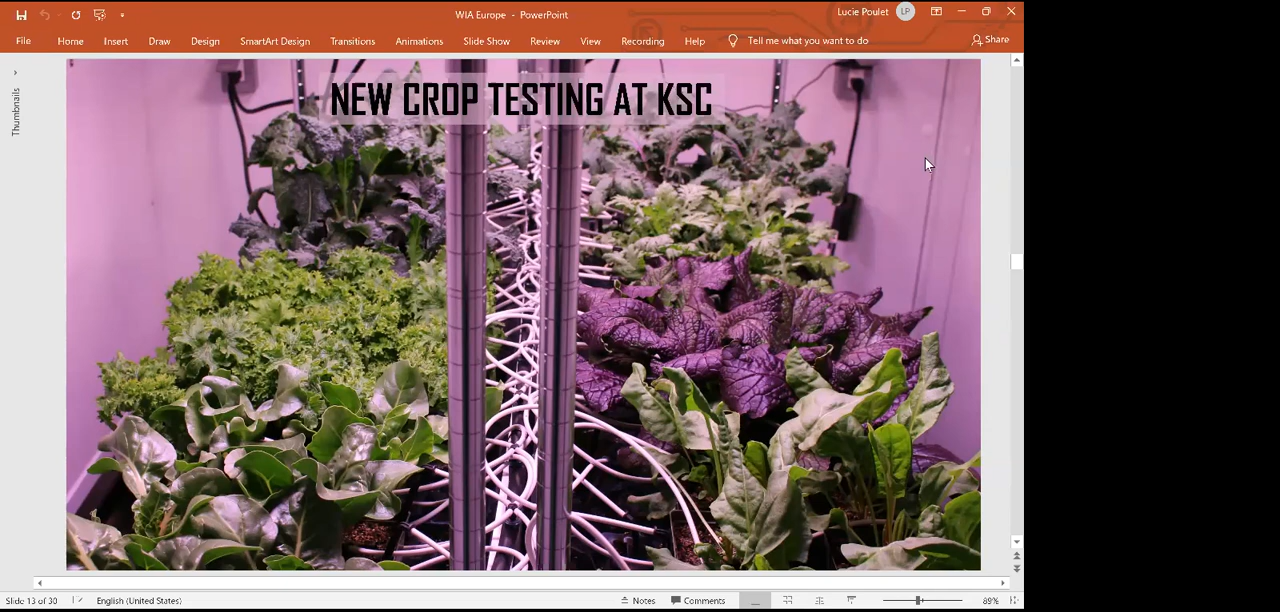 WIA Europe - PowerPoint
Lucie Poulet
LP
File Home Insert Draw Design SmartArt Design Transitions Animations Slide Show Review View Recording Help Tell me what you want to do Share
Thumbnails
NEW CROP TESTING AT KSC
Slide 13 of 30 English (United States) Notes Comments 89%